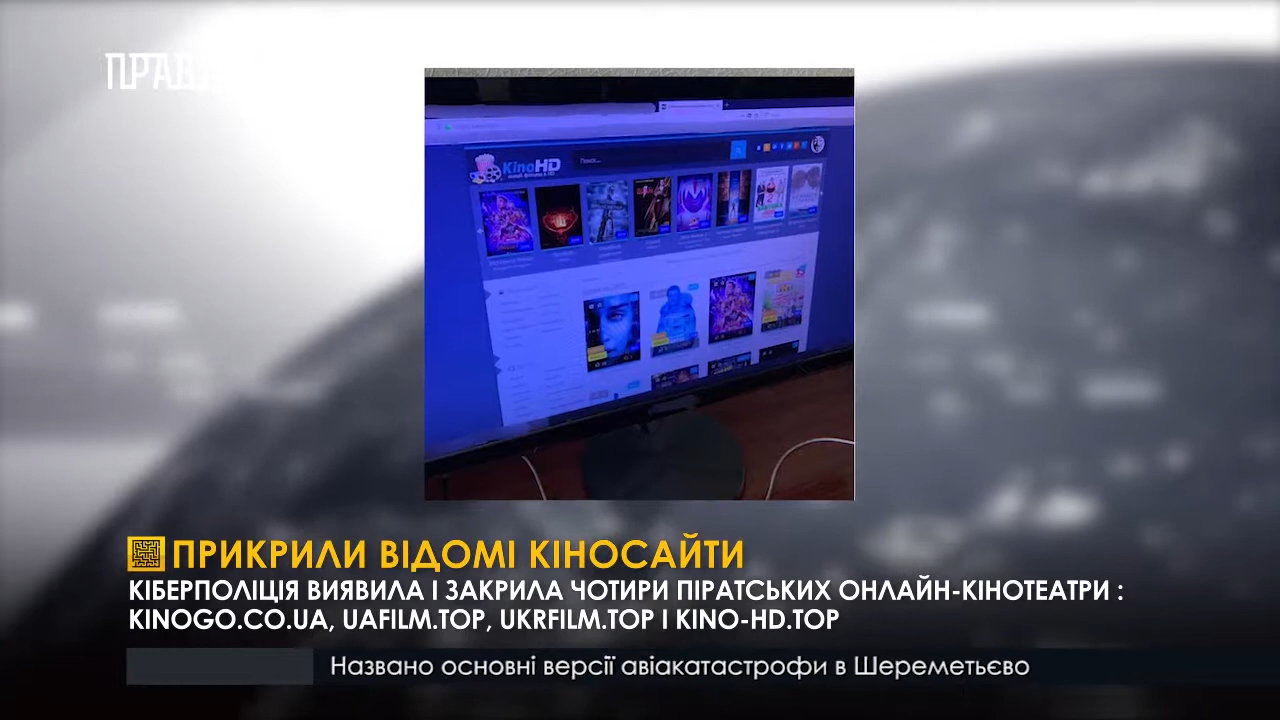 ПРАВ
KinoHD
Поиск...
ПРИКРИЛИ ВІДОМІ КІНОСАЙТИ
КІБЕРПОЛІЦІЯ ВИЯВИЛА І ЗАКРИЛА ЧОТИРИ ПІРАТСЬКИХ ОНЛАЙН-КІНОТЕАТРИ :
KINOGO.CO.UA, UAFILM.TOP, UKRFILM.TOP І KINO-HD.TOP
Названо основні версії авіакатастрофи в Шереметьєво